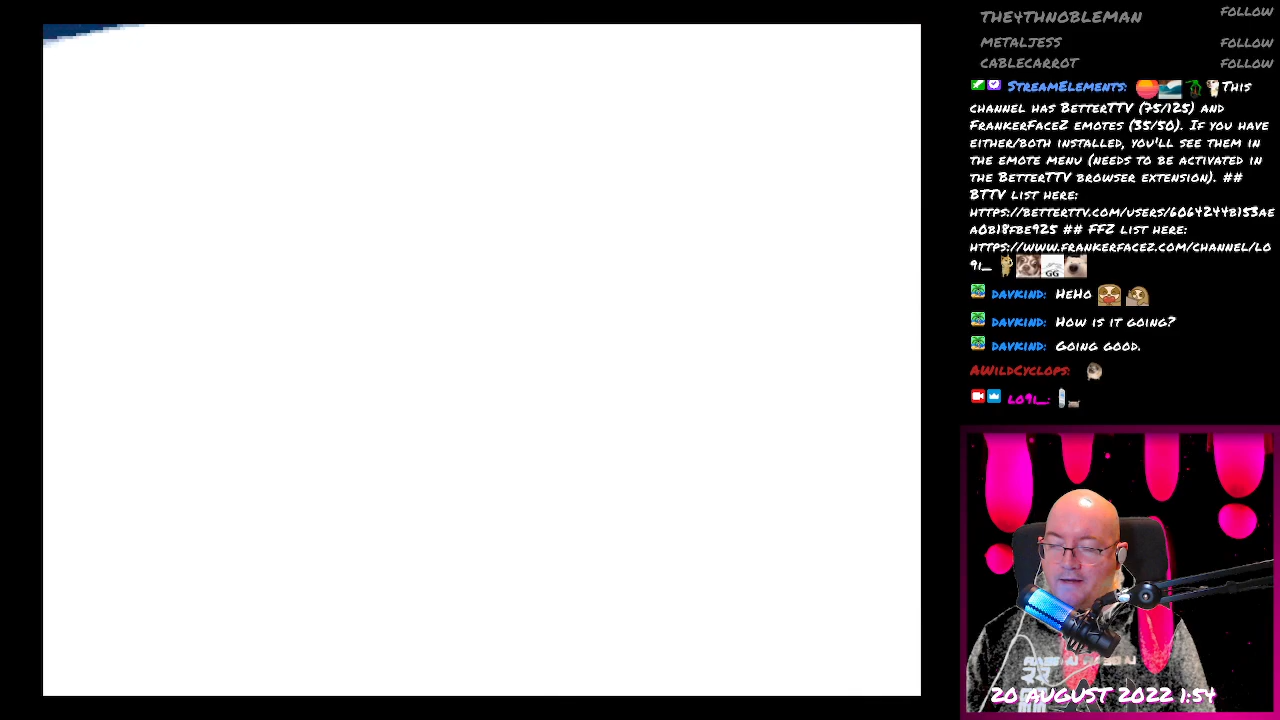 THE4THNOBLEMAN FOLLOW
METALJESS FOLLOW
CABLECARROT FOLLOW
StreamElements: This
channel has BetterTTV (75/125) and
FrankerFaceZ emotes (35/50). If you have
either/both installed, you'll see them in
the emote menu (needs to be activated in
the BetterTTV browser extension). ##
BTTV list here:
https://betterttv.com/users/6064244b153ae
a0b18fbe925 ## FFZ list here:
https://www.frankerfacez.com/channel/lo
91_ GG
davkind: HeHo
davkind: How is it going?
davkind: Going good.
AWildCyclops:
lo91_:
20 AUGUST 2022 1:54